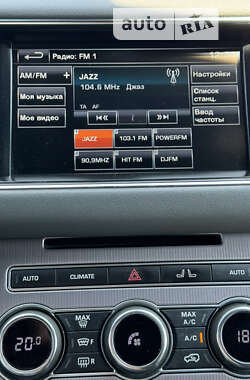 auto RIA
Радио: FM 1
AM/FM +
JAZZ
Настройки
104.6 MHz Джаз
Моя музыка
Список станц.
TA AF
Мое видео
Ввод частоты
JAZZ 103.1 FM POWERFM
90,9MHZ HIT FM DJFM
AUTO CLIMATE AUTO
MAX MAX A/C
20.0 F A/C 18
R